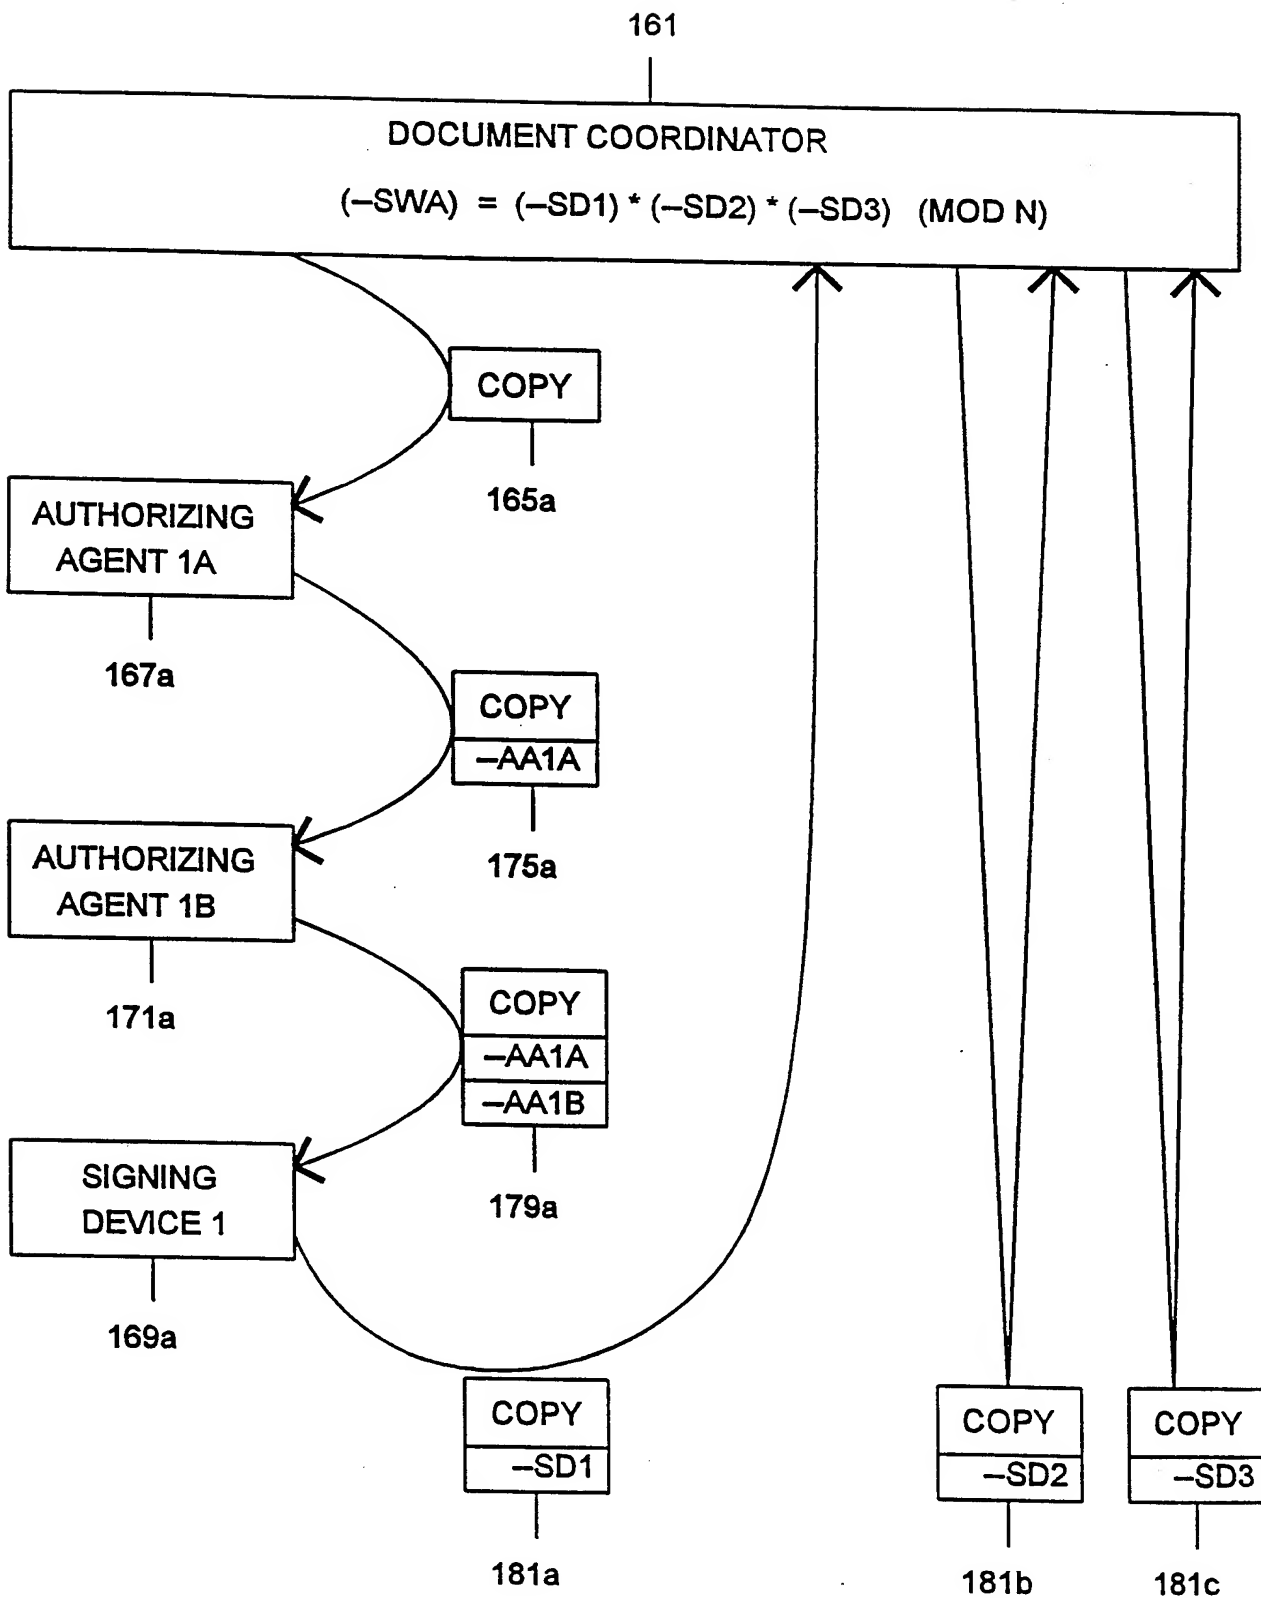 161
DOCUMENT COORDINATOR
(–SWA) = (–SD1) * (–SD2) * (–SD3) (MOD N)
COPY
165a
AUTHORIZING
AGENT 1A
167a
COPY
–AA1A
175a
AUTHORIZING
AGENT 1B
171a
COPY
–AA1A
–AA1B
179a
SIGNING
DEVICE 1
169a
COPY
–SD1
181a
COPY
–SD2
181b
COPY
–SD3
181c